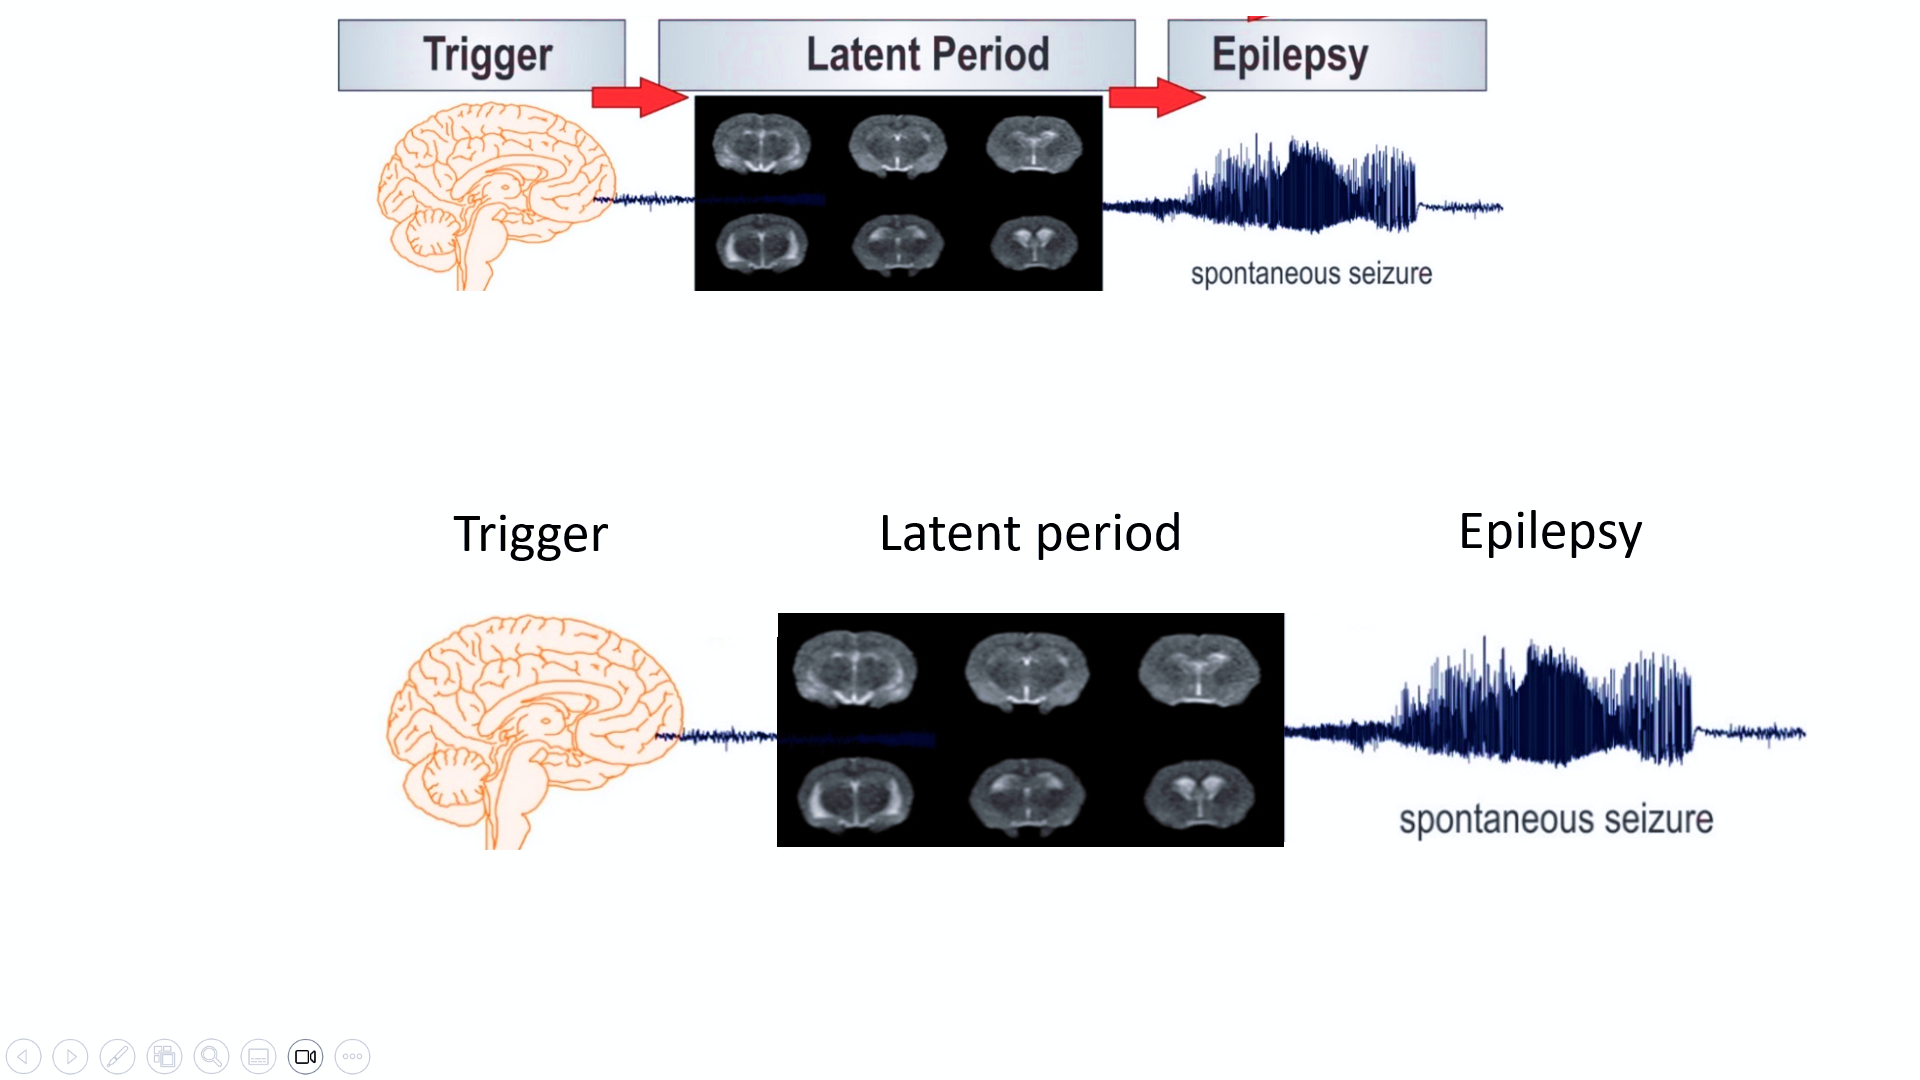 Trigger
Latent Period
Epilepsy
spontaneous seizure
Trigger
Latent period
Epilepsy
spontaneous seizure